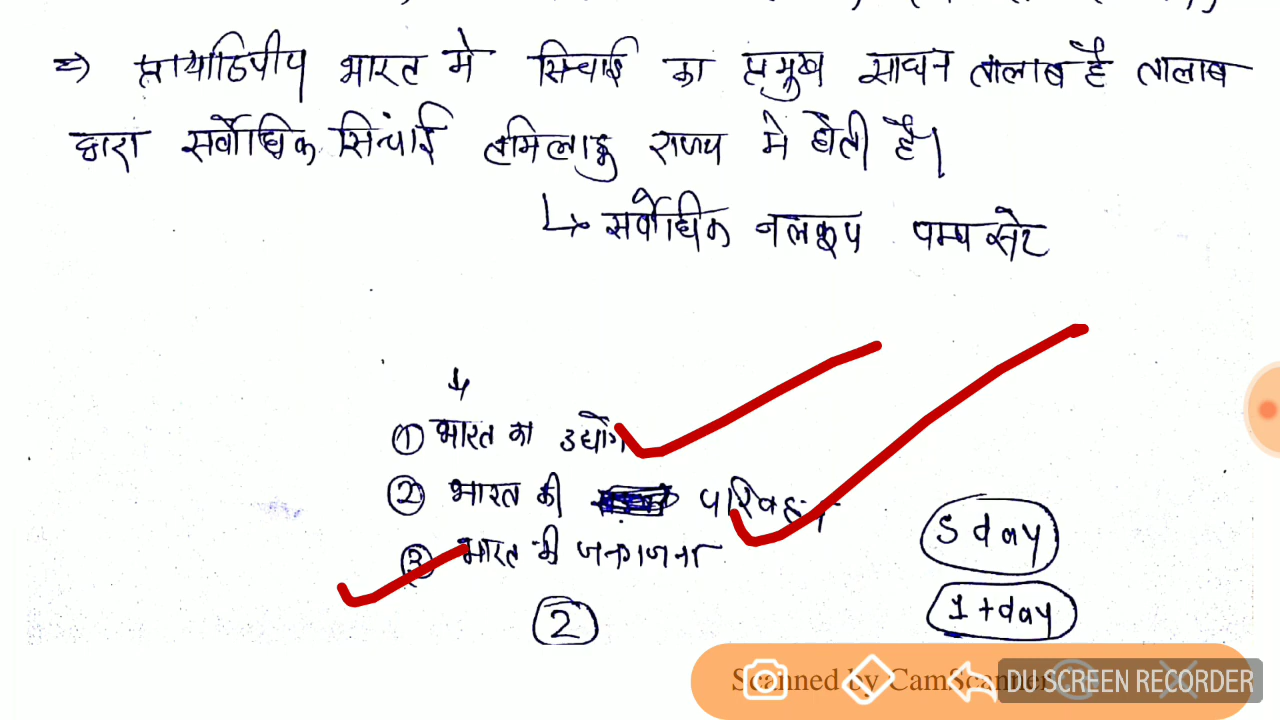 ⇒ प्रायद्विपीय भारत मे सिचाई का प्रमुख साधन तालाब है तालाब
द्वारा सर्वाधिक सिंचाई तमिलनाडु राज्य मे होती है।
↳ सर्वाधिक नलकूप पम्प सेट
① भारत का उद्योग
② भारत की परिवहन
③ भारत की जनगणना
2
5 day
1 + day
Scanned by CamScanner
DU SCREEN RECORDER